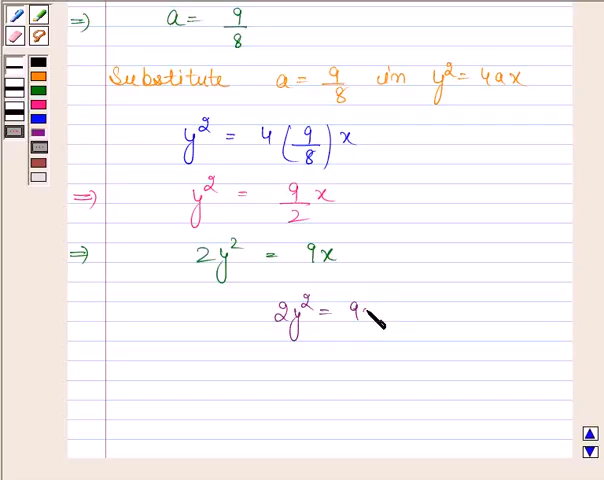 ⇒ a = 9/8
Substitute a = 9/8 in y² = 4ax
y² = 4(9/8)x
⇒ y² = 9/2 x
⇒ 2y² = 9x
2y² = 9